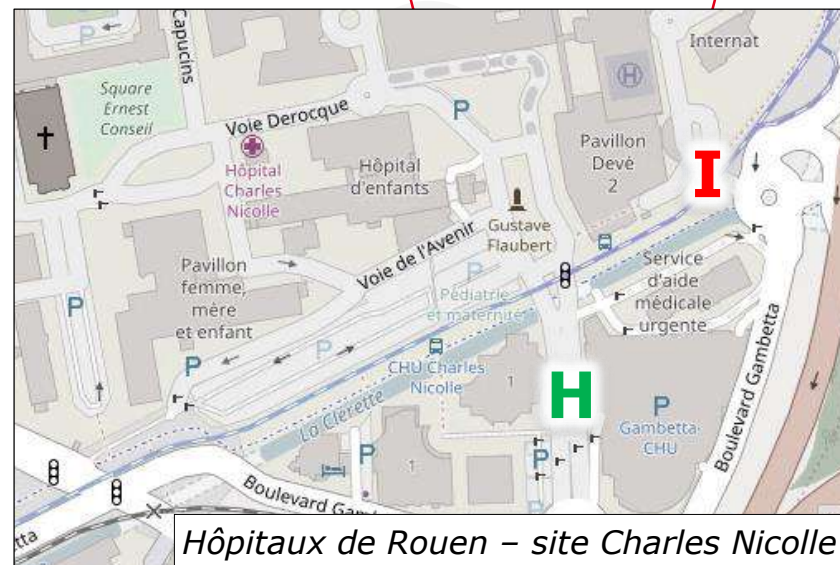 Internat
Capucins
Square
Ernest
Conseil
P
P
Voie Derocque
H
Pavillon
Devé
2
Hôpital
Charles
Nicolle
Hôpital
d'enfants
I
Gustave
Flaubert
Voie de l'Avenir
Service
d'aide
médicale
urgente
Pavillon
femme,
mère
et enfant
P
P
Pédiatrie
et maternité
P
P
CHU Charles
Nicolle
1
H
P
Gambetta-
CHU
Boulevard Gambetta
La Clerette
P
1
P
P
Boulevard Gam
tta
Hôpitaux de Rouen – site Charles Nicolle